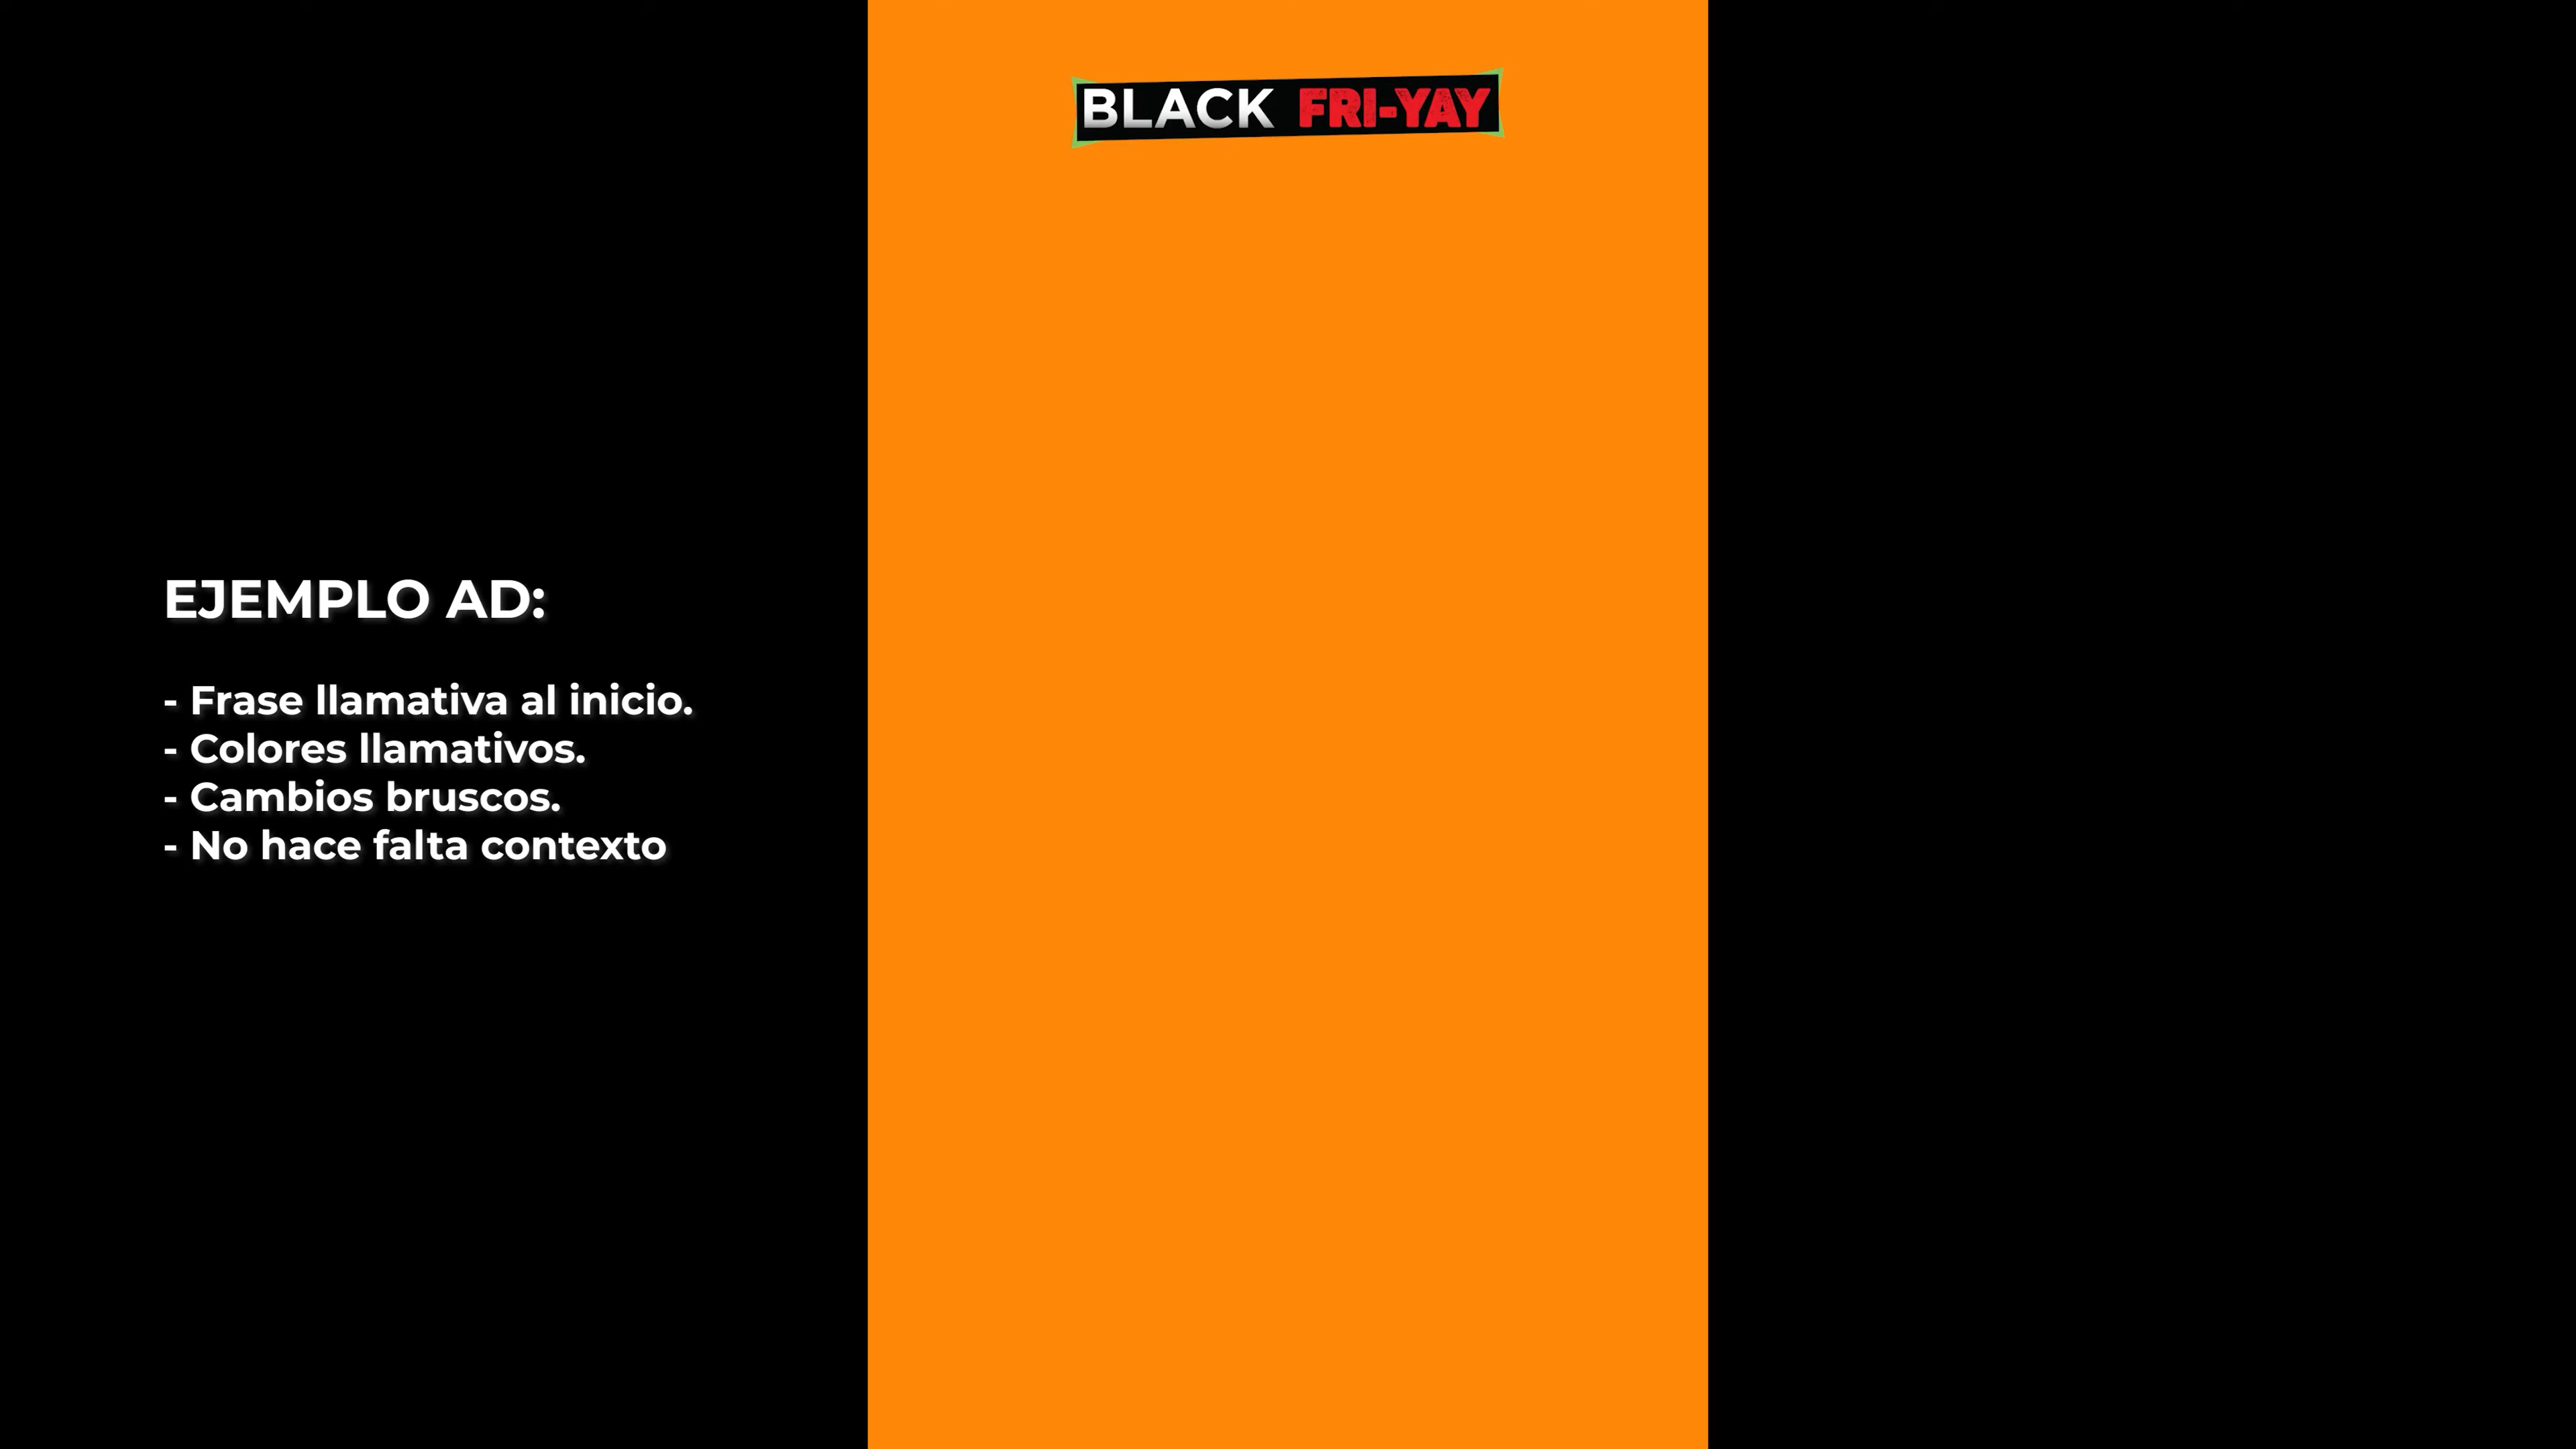 BLACK FRI-YAY
EJEMPLO AD:
- Frase llamativa al inicio.
- Colores llamativos.
- Cambios bruscos.
- No hace falta contexto